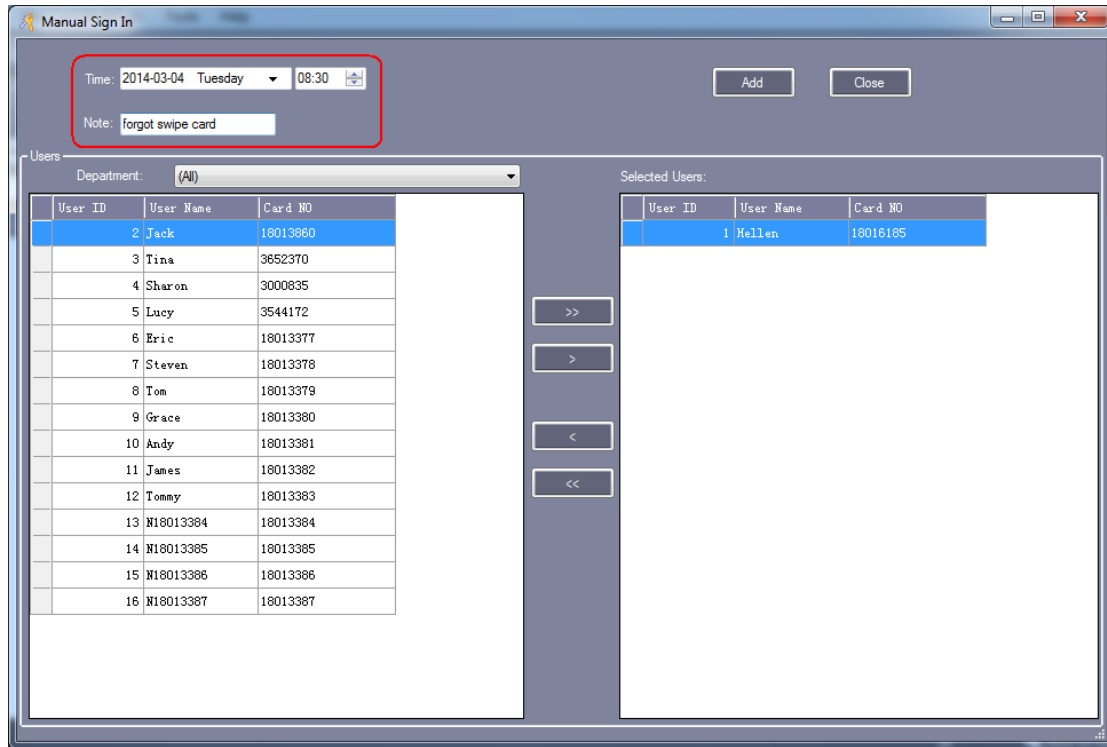 Manual Sign In
Tools Help
Time: 2014-03-04 Tuesday 08:30
Add
Close
Note: forgot swipe card
Users
Department: (All)
Selected Users:
User ID User Name Card NO
2 Jack 18013860
3 Tina 3652370
4 Sharon 3000835
5 Lucy 3544172
6 Eric 18013377
7 Steven 18013378
8 Tom 18013379
9 Grace 18013380
10 Andy 18013381
11 James 18013382
12 Tommy 18013383
13 N18013384 18013384
14 N18013385 18013385
15 N18013386 18013386
16 N18013387 18013387
>>
>
<
<<
User ID User Name Card NO
1 Hellen 18016185